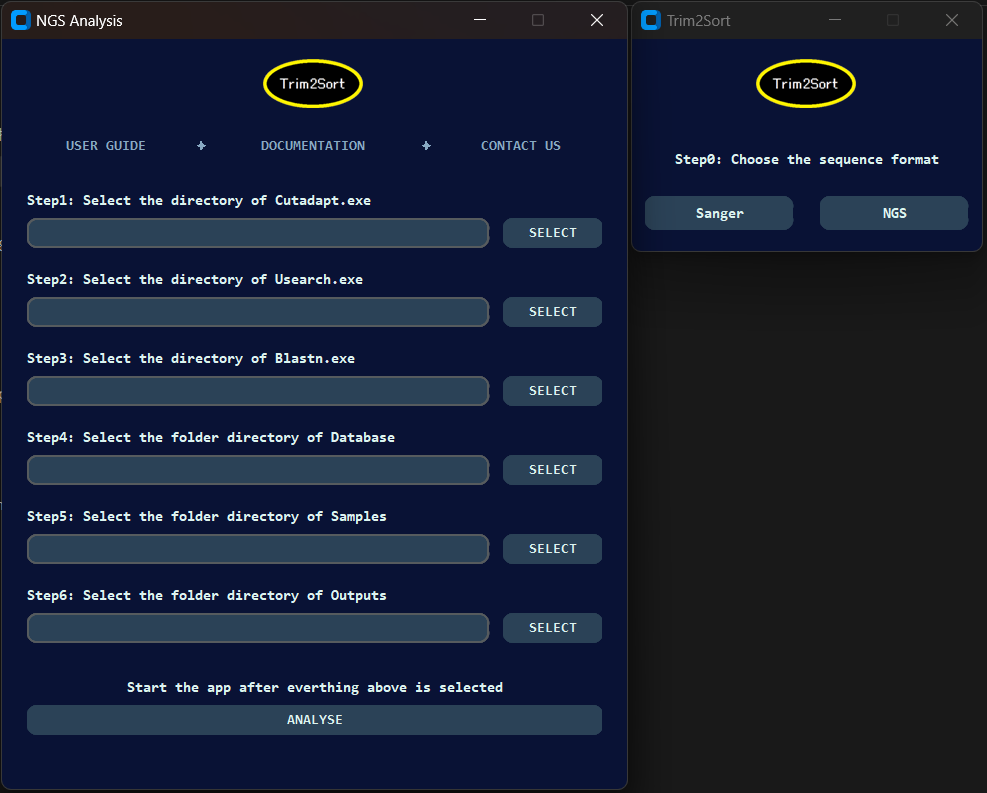 NGS Analysis
Trim2Sort
USER GUIDE
DOCUMENTATION
CONTACT US
Step1: Select the directory of Cutadapt.exe
SELECT
Step2: Select the directory of Usearch.exe
SELECT
Step3: Select the directory of Blastn.exe
SELECT
Step4: Select the folder directory of Database
SELECT
Step5: Select the folder directory of Samples
SELECT
Step6: Select the folder directory of Outputs
SELECT
Start the app after everthing above is selected
ANALYSE
Trim2Sort
Trim2Sort
Step0: Choose the sequence format
Sanger
NGS